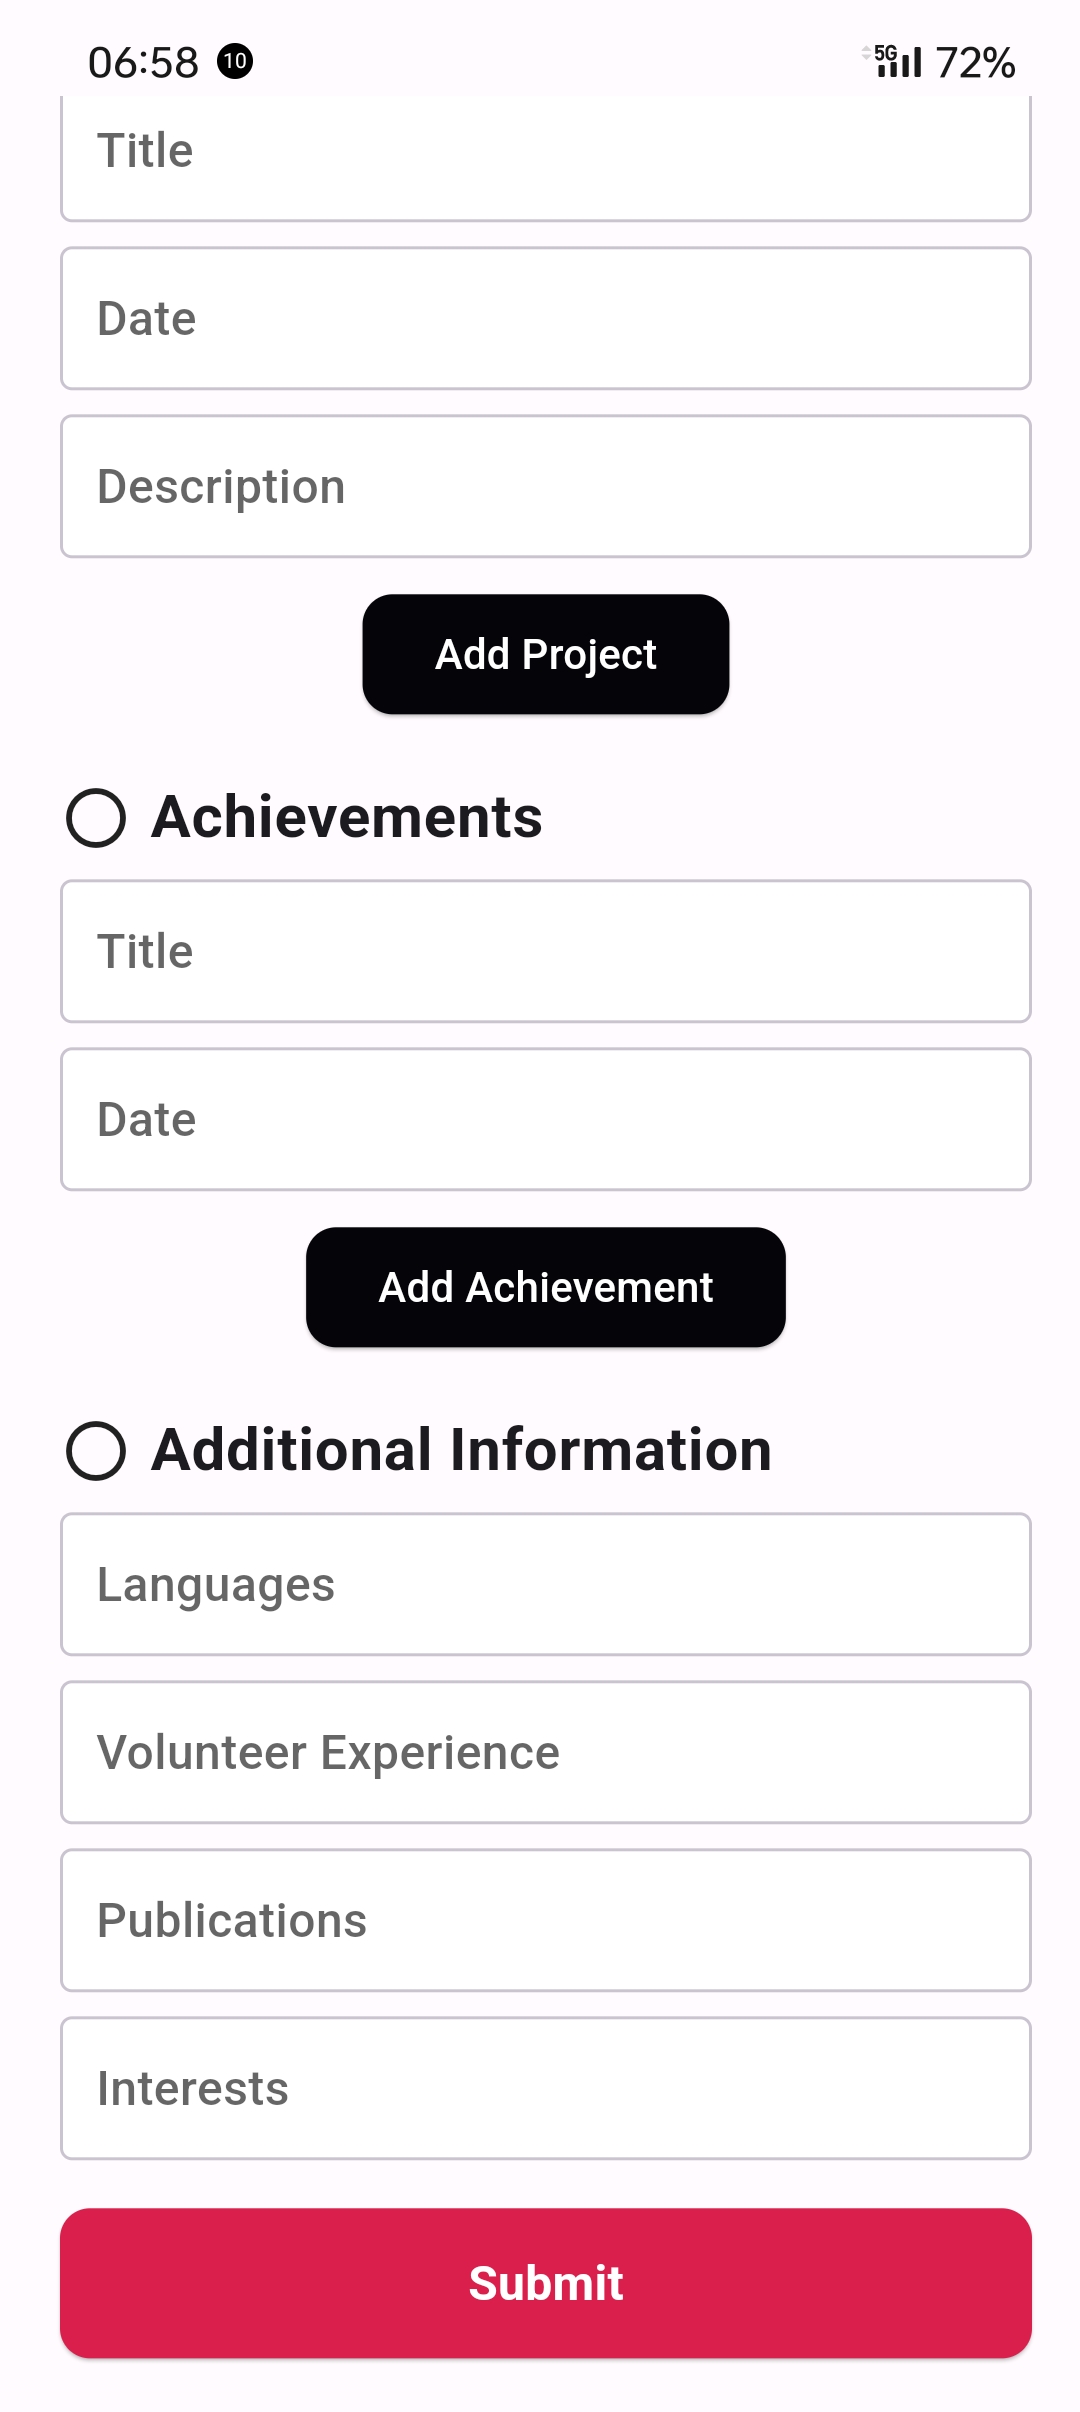 06:58 10 5G 72%
Title
Date
Description
Add Project
Achievements
Title
Date
Add Achievement
Additional Information
Languages
Volunteer Experience
Publications
Interests
Submit